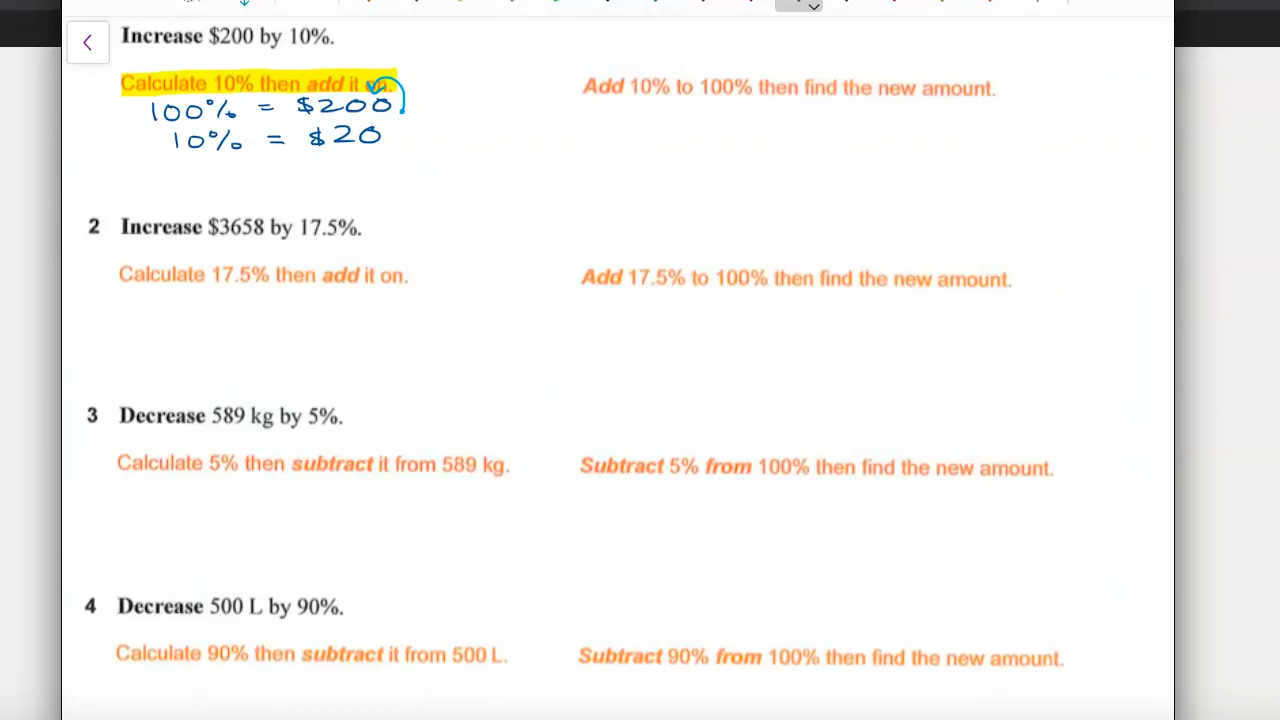 Increase $200 by 10%.
Calculate 10% then add it on.
Add 10% to 100% then find the new amount.
100% = $200
10% = $20
2 Increase $3658 by 17.5%.
Calculate 17.5% then add it on.
Add 17.5% to 100% then find the new amount.
3 Decrease 589 kg by 5%.
Calculate 5% then subtract it from 589 kg.
Subtract 5% from 100% then find the new amount.
4 Decrease 500 L by 90%.
Calculate 90% then subtract it from 500 L.
Subtract 90% from 100% then find the new amount.